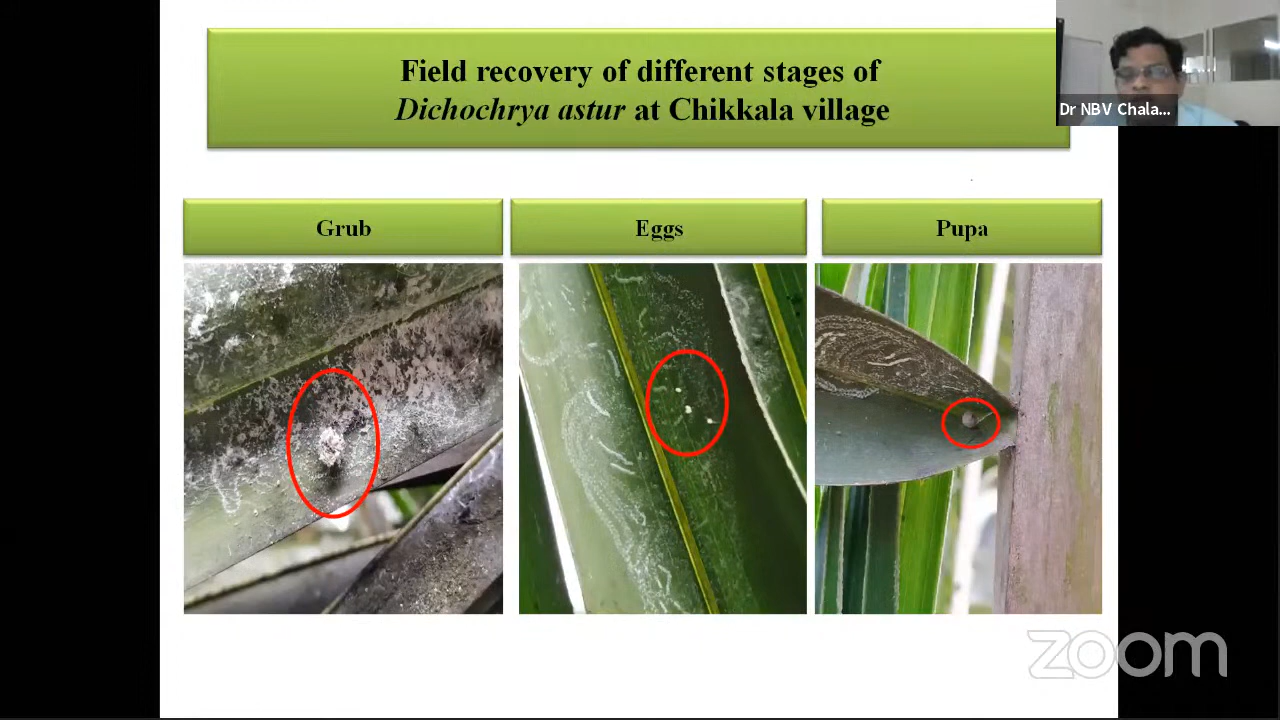 Field recovery of different stages of
Dichochrya astur at Chikkala village
Dr NBV Chala...
Grub
Eggs
Pupa
zoom